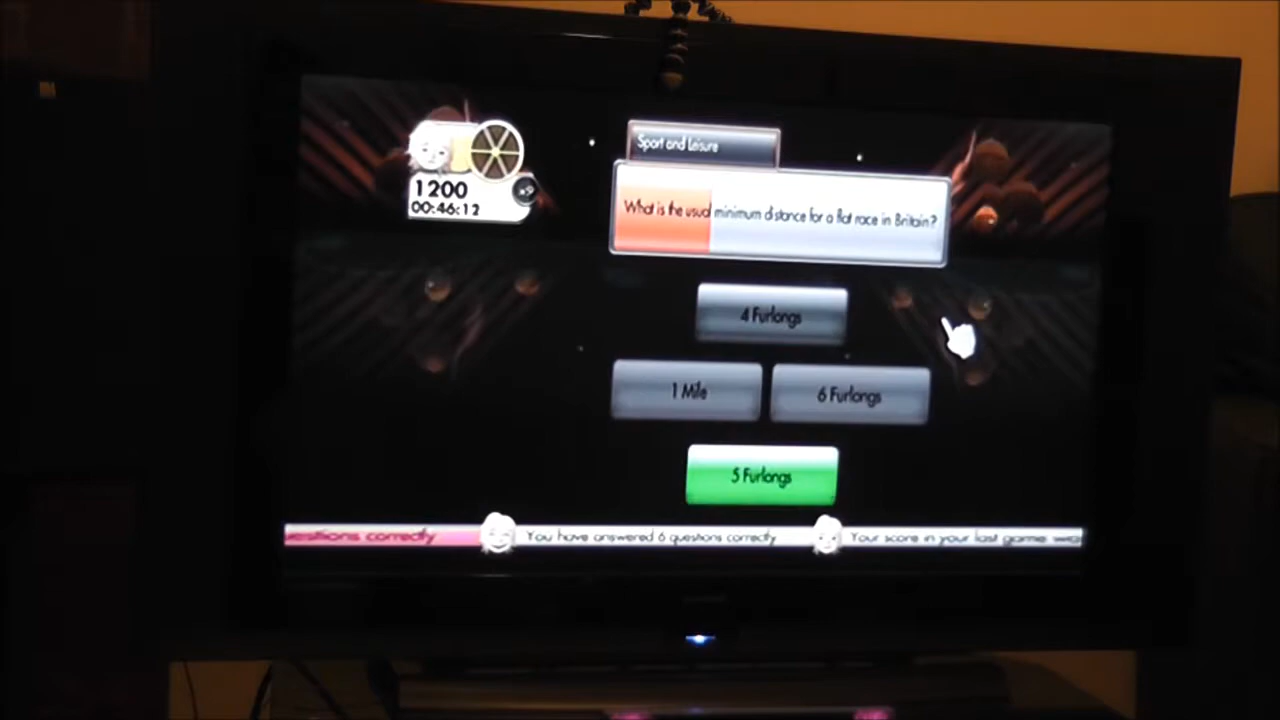 Sport and Leisure
1200
00:46:12
What is the usual minimum distance for a flat race in Britain?
4 Furlongs
1 Mile
6 Furlongs
5 Furlongs
correctly You have answered 6 questions correctly Your score in your last game